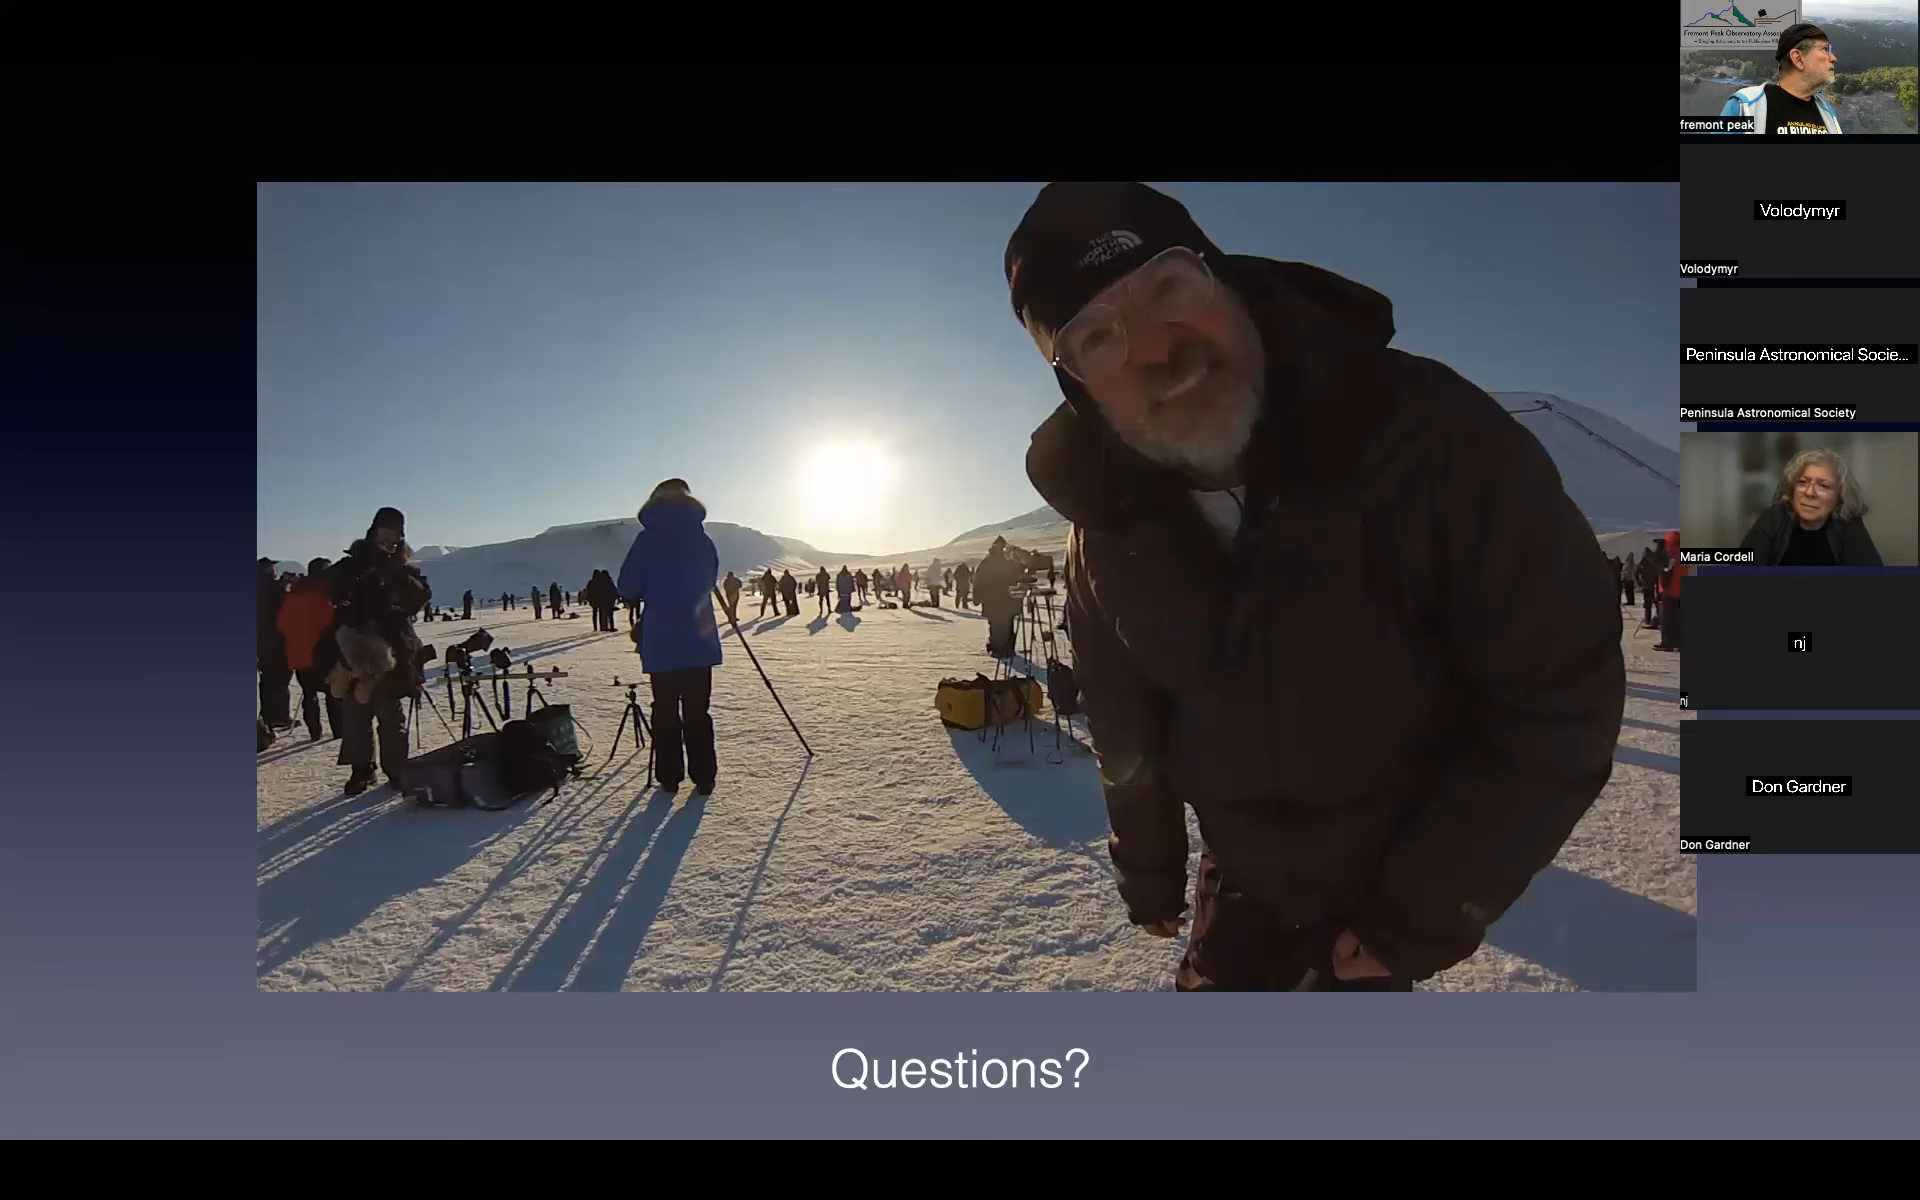 Fremont Peak Observatory Associ
fremont peak
Volodymyr
Volodymyr
Peninsula Astronomical Socie...
Peninsula Astronomical Society
Maria Cordell
nj
nj
Don Gardner
Don Gardner
THE
NORTH
FACE
Questions?